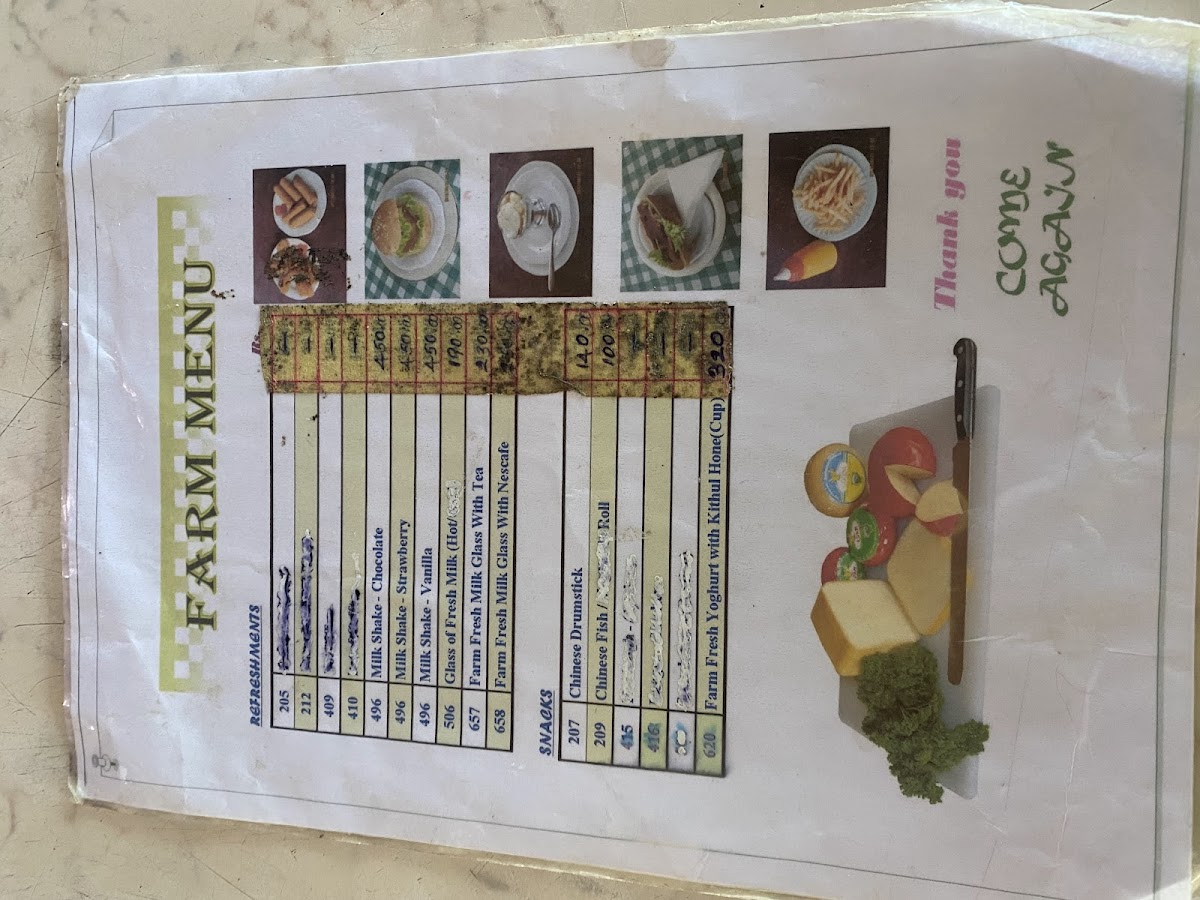 FARM MENU
REFRESHMENTS
Rs
205
212
409
410
496 Milk Shake - Chocolate 450.00
496 Milk Shake - Strawberry 450.00
496 Milk Shake - Vanilla 450.00
506 Glass of Fresh Milk (Hot/ 170.00
657 Farm Fresh Milk Glass With Tea 230.00
658 Farm Fresh Milk Glass With Nescafe
SNACKS
207 Chinese Drumstick 140.00
209 Chinese Fish / Roll 100.00
415
416
620 Farm Fresh Yoghurt with Kithul Hone(Cup) 320
Thank you
COME
AGAIN